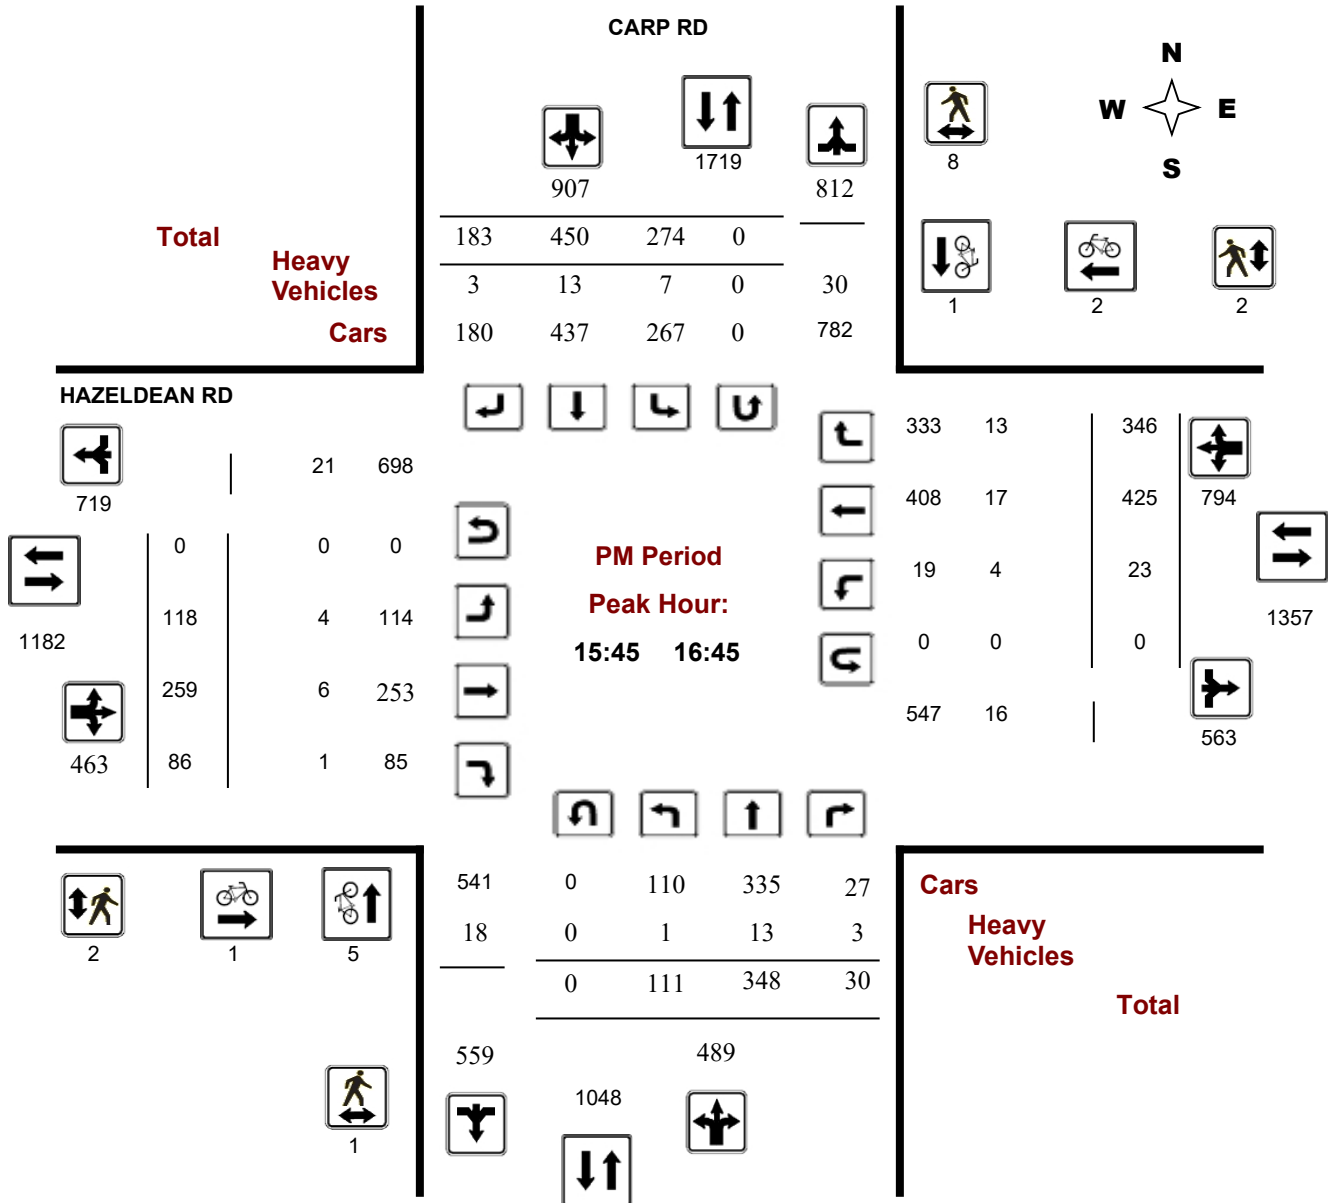 CARP RD
N
W E
S
1719
8
907
812
Total
183 450 274 0
Heavy
Vehicles
3 13 7 0 30
1 2 2
Cars
180 437 267 0 782
HAZELDEAN RD
333 13 346
21 698
719
408 17 425 794
0 0 0
PM Period
19 4 23
Peak Hour:
118 4 114
1357
1182
15:45 16:45
0 0 0
259 6 253
547 16
563
463 86 1 85
541 0 110 335 27
Cars
18 0 1 13 3
Heavy
Vehicles
2 1 5
0 111 348 30
Total
559 489
1048
1